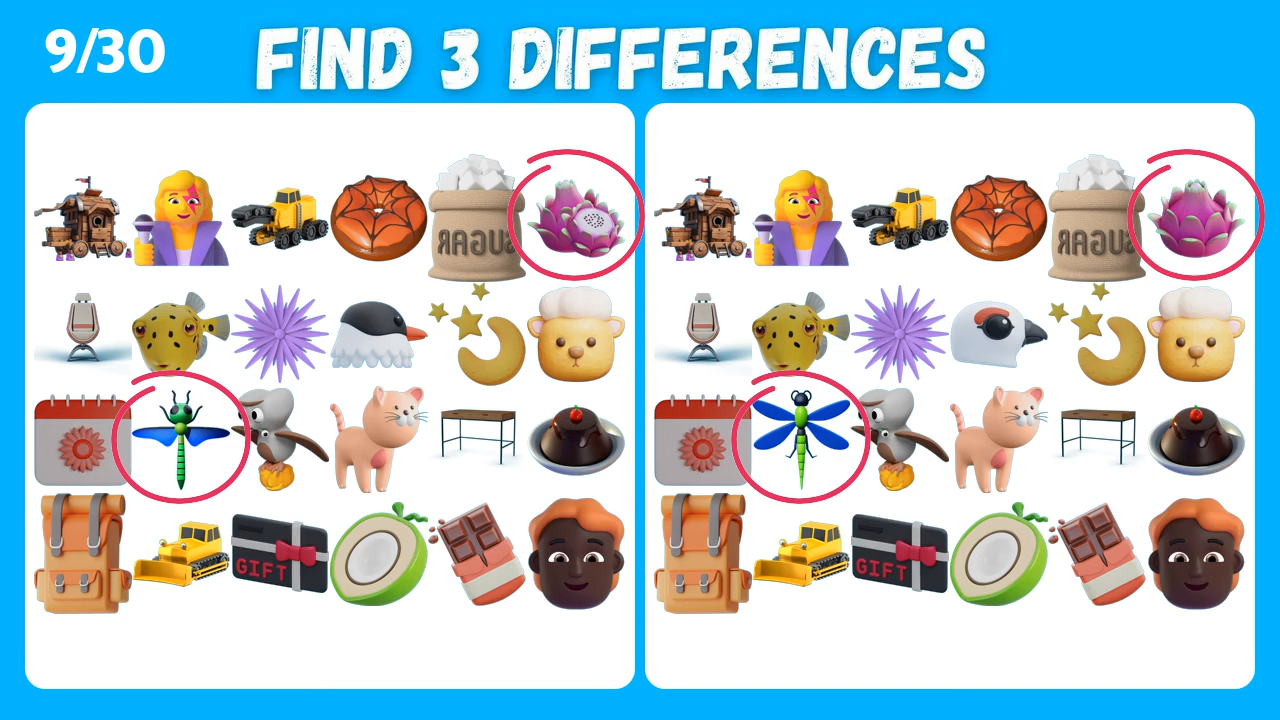 9/30
FIND 3 DIFFERENCES
SUGAR
SUGAR
GIFT
GIFT